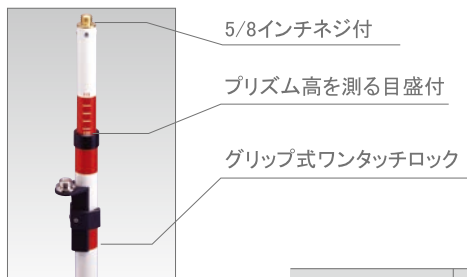 5/8インチネジ付
プリズム高を測る目盛付
グリップ式ワンタッチロック